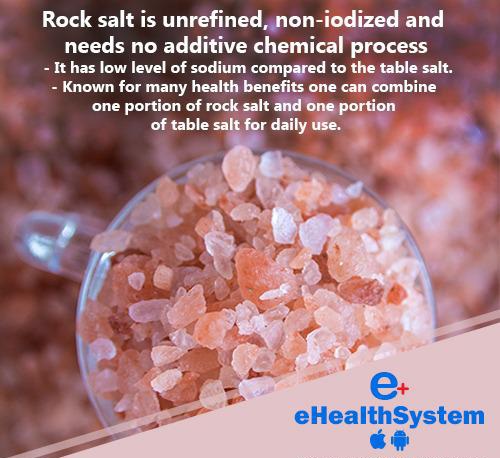 Rock salt is unrefined, non-iodized and
needs no additive chemical process
- It has low level of sodium compared to the table salt.
- Known for many health benefits one can combine
one portion of rock salt and one portion
of table salt for daily use.
e+
eHealthSystem